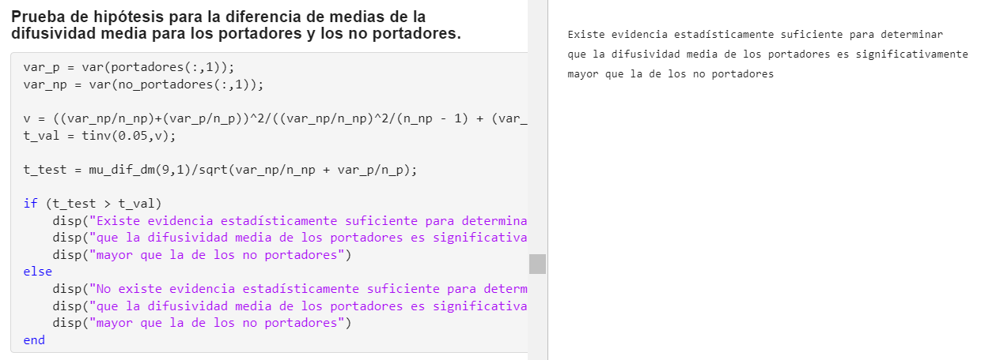 Prueba de hipótesis para la diferencia de medias de la
difusividad media para los portadores y los no portadores.
var_p = var(portadores(:,1));
var_np = var(no_portadores(:,1));
v = ((var_np/n_np)+(var_p/n_p))^2/((var_np/n_np)^2/(n_np - 1) + (var_
t_val = tinv(0.05,v);
t_test = mu_dif_dm(9,1)/sqrt(var_np/n_np + var_p/n_p);
if (t_test > t_val)
disp("Existe evidencia estadísticamente suficiente para determina
disp("que la difusividad media de los portadores es significativa
disp("mayor que la de los no portadores")
else
disp("No existe evidencia estadísticamente suficiente para determ
disp("que la difusividad media de los portadores es significativa
disp("mayor que la de los no portadores")
end
Existe evidencia estadísticamente suficiente para determinar
que la difusividad media de los portadores es significativamente
mayor que la de los no portadores